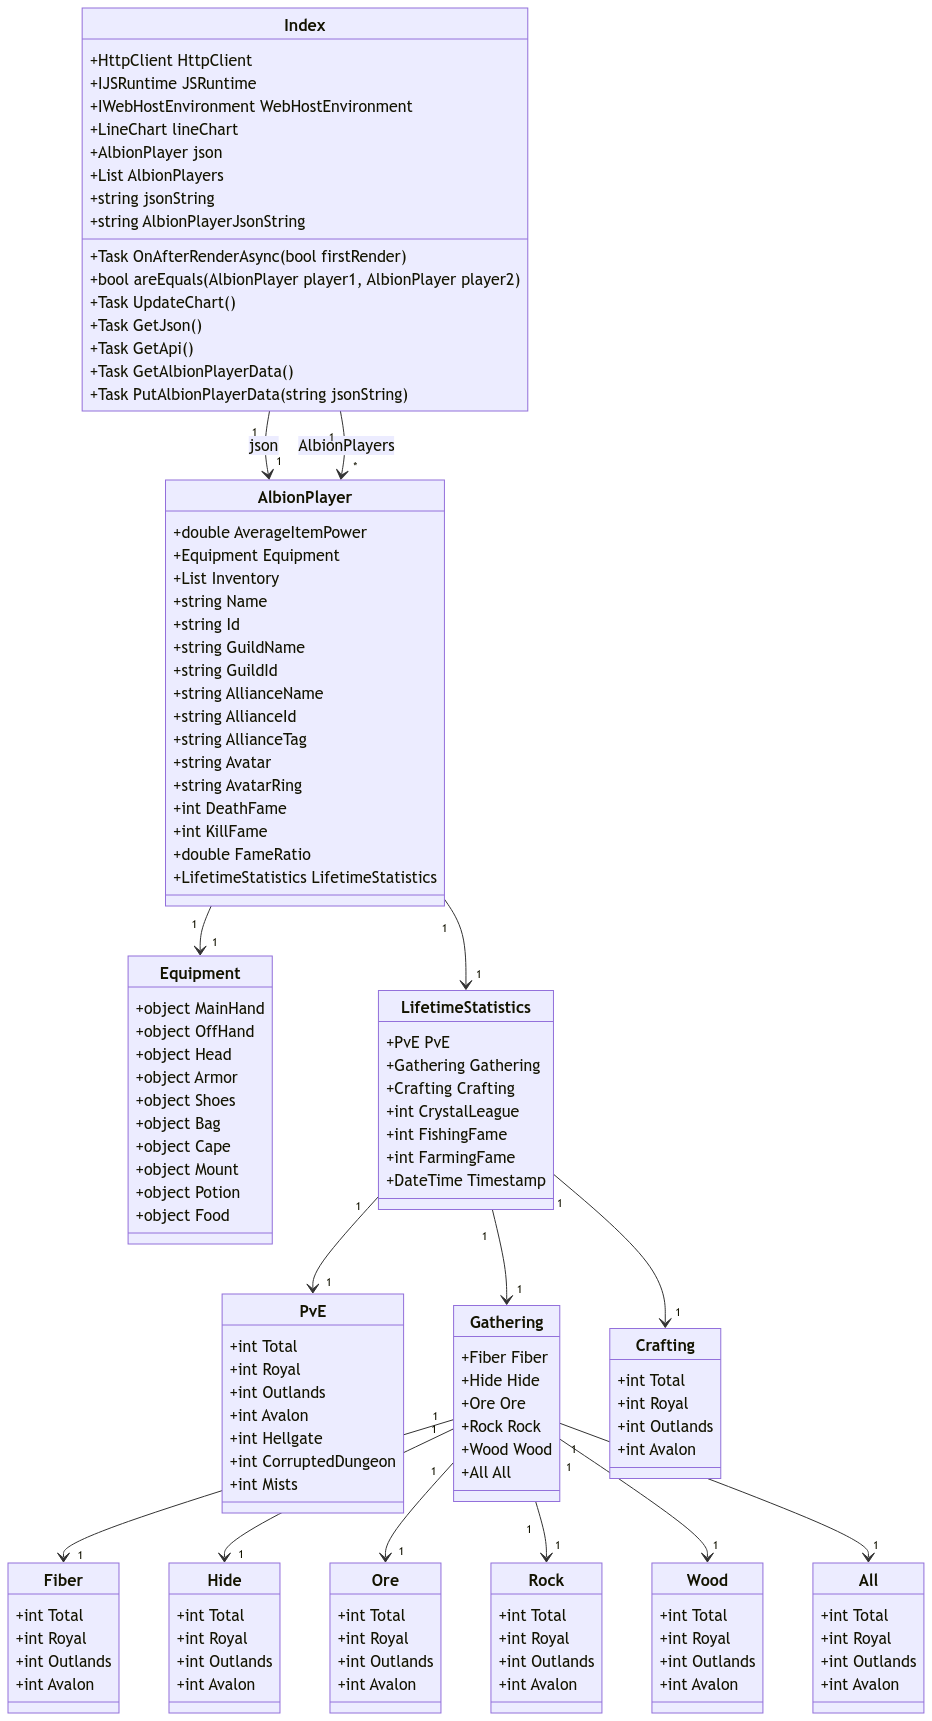 Index
+HttpClient HttpClient
+IJSRuntime JSRuntime
+IWebHostEnvironment WebHostEnvironment
+LineChart lineChart
+AlbionPlayer json
+List AlbionPlayers
+string jsonString
+string AlbionPlayerJsonString
+Task OnAfterRenderAsync(bool firstRender)
+bool areEquals(AlbionPlayer player1, AlbionPlayer player2)
+Task UpdateChart()
+Task GetJson()
+Task GetApi()
+Task GetAlbionPlayerData()
+Task PutAlbionPlayerData(string jsonString)
1 1
json AlbionPlayers
1 *
AlbionPlayer
+double AverageItemPower
+Equipment Equipment
+List Inventory
+string Name
+string Id
+string GuildName
+string GuildId
+string AllianceName
+string AllianceId
+string AllianceTag
+string Avatar
+string AvatarRing
+int DeathFame
+int KillFame
+double FameRatio
+LifetimeStatistics LifetimeStatistics
1 1
1
1
Equipment
+object MainHand
+object OffHand
+object Head
+object Armor
+object Shoes
+object Bag
+object Cape
+object Mount
+object Potion
+object Food
LifetimeStatistics
+PvE PvE
+Gathering Gathering
+Crafting Crafting
+int CrystalLeague
+int FishingFame
+int FarmingFame
+DateTime Timestamp
1 1 1
1 1 1
PvE
+int Total
+int Royal
+int Outlands
+int Avalon
+int Hellgate
+int CorruptedDungeon
+int Mists
Gathering
+Fiber Fiber
+Hide Hide
+Ore Ore
+Rock Rock
+Wood Wood
+All All
Crafting
+int Total
+int Royal
+int Outlands
+int Avalon
1
1
1
1
1
1
1 1 1 1 1 1
Fiber
+int Total
+int Royal
+int Outlands
+int Avalon
Hide
+int Total
+int Royal
+int Outlands
+int Avalon
Ore
+int Total
+int Royal
+int Outlands
+int Avalon
Rock
+int Total
+int Royal
+int Outlands
+int Avalon
Wood
+int Total
+int Royal
+int Outlands
+int Avalon
All
+int Total
+int Royal
+int Outlands
+int Avalon